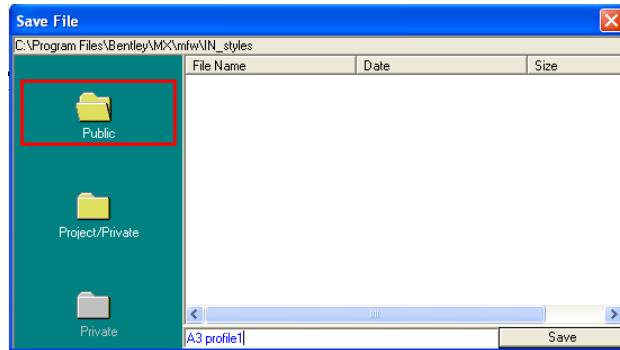 Save File
C:\Program Files\Bentley\MX\mfw\IN_styles
File Name Date Size
Public
Project/Private
Private
A3 profile1 Save